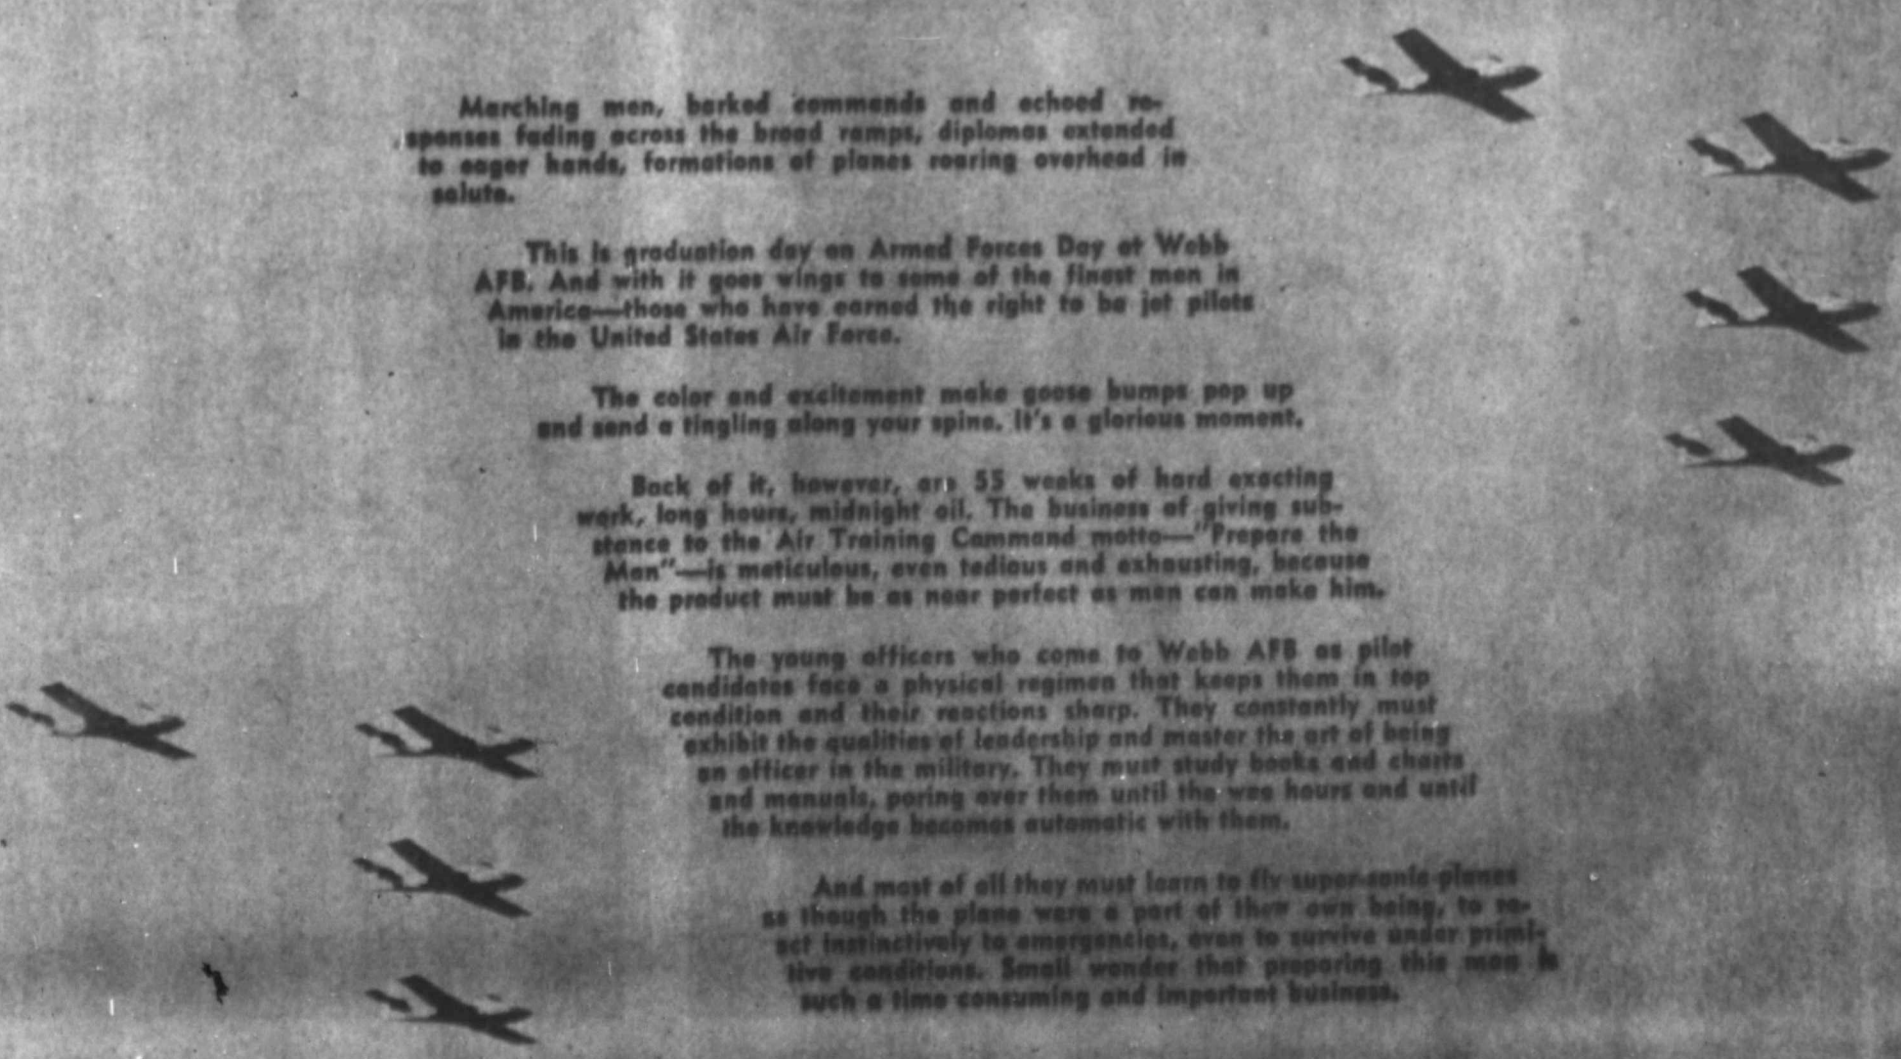 Marching men, barked commands and echoed re-
sponses fading across the broad ramps, diplomas extended
to eager hands, formations of planes roaring overhead in
salute.
This is graduation day on Armed Forces Day at Webb
AFB. And with it goes wings to some of the finest men in
America—those who have earned the right to be jet pilots
in the United States Air Force.
The color and excitement make goose bumps pop up
and send a tingling along your spine. It's a glorious moment.
Back of it, however, are 55 weeks of hard exacting
work, long hours, midnight oil. The business of giving sub-
stance to the Air Training Command motto—"Prepare the
Man"—is meticulous, even tedious and exhausting, because
the product must be as near perfect as man can make him.
The young officers who come to Webb AFB as pilot
candidates face a physical regimen that keeps them in top
condition and their reactions sharp. They constantly must
exhibit the qualities of leadership and master the art of being
an officer in the military. They must study books and charts
and manuals, poring over them until the wee hours and until
the knowledge becomes automatic with them.
And most of all they must learn to fly super-sonic planes
as though the plane were a part of their own being, to re-
act instinctively to emergencies, even to survive under primi-
tive conditions. Small wonder that preparing this man is
such a time consuming and important business.